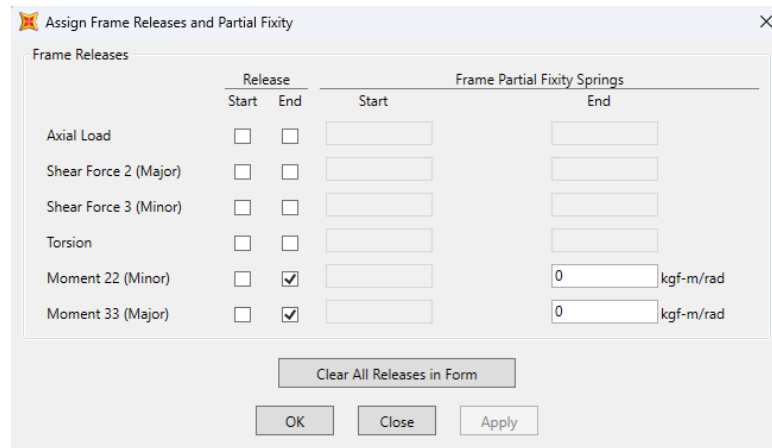 Assign Frame Releases and Partial Fixity
Frame Releases
Release Frame Partial Fixity Springs
Start End Start End
Axial Load
Shear Force 2 (Major)
Shear Force 3 (Minor)
Torsion
Moment 22 (Minor) 0 kgf-m/rad
Moment 33 (Major) 0 kgf-m/rad
Clear All Releases in Form
OK Close Apply